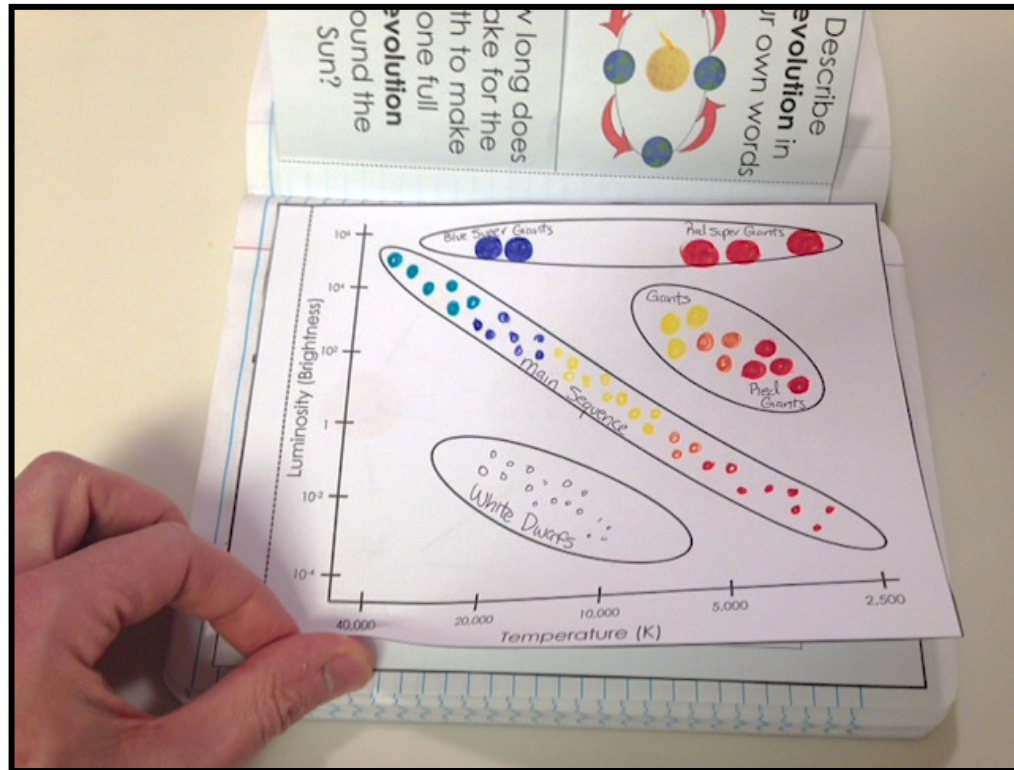 Describe
evolution in
ur own words
w long does
ake for the
th to make
one full
evolution
ound the
Sun?
Luminosity (Brightness)
10⁶
10⁴
10²
1
10⁻²
10⁻⁴
Blue Super Giants
Red Super Giants
Giants
Red
Giants
Main Sequence
White Dwarfs
40,000
20,000
10,000
5,000
2,500
Temperature (K)